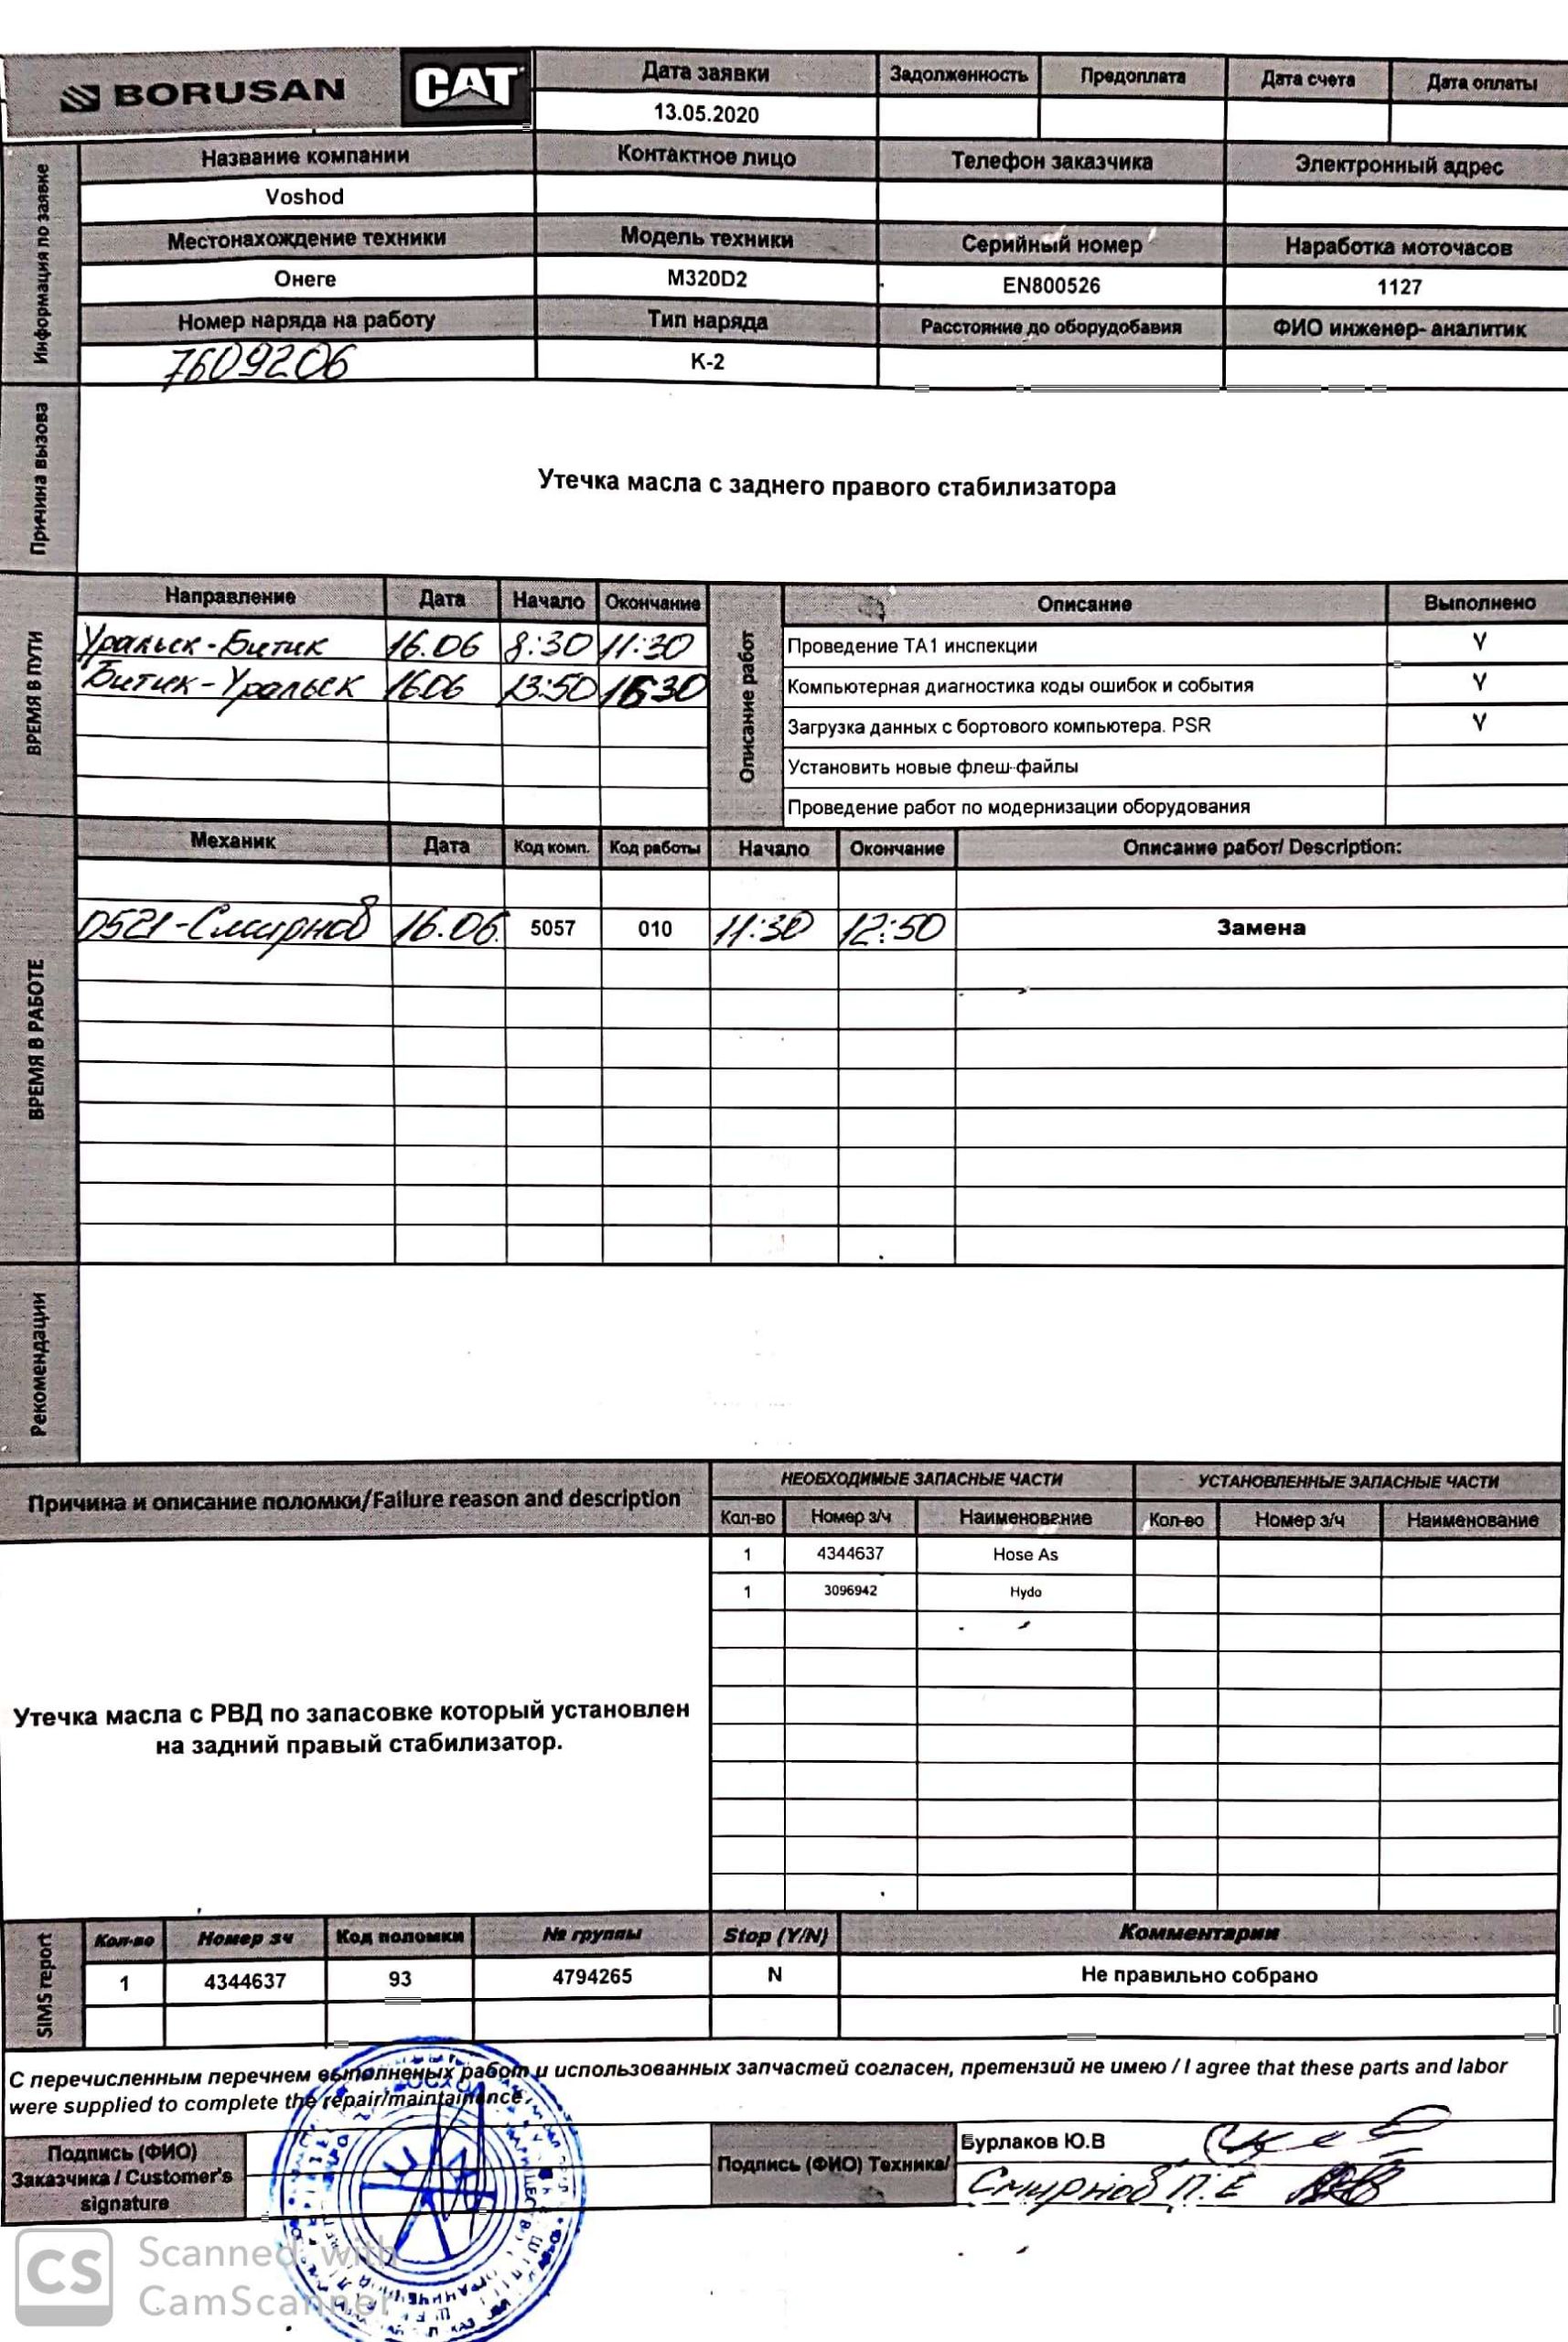 BORUSAN CAT
Дата заявки Задолженность Предоплата Дата счета Дата оплаты
13.05.2020
Информация по заявке
Название компании Контактное лицо Телефон заказчика Электронный адрес
Voshod
Местонахождение техники Модель техники Серийный номер Наработка моточасов
Онеге M320D2 EN800526 1127
Номер наряда на работу Тип наряда Расстояние до оборудобавия ФИО инженер- аналитик
7609206 К-2
Причина вызова
Утечка масла с заднего правого стабилизатора
ВРЕМЯ В ПУТИ
Направление Дата Начало Окончание
Уральск-Битик 16.06 8:30 11:30
Битик-Уральск 16.06 13:50 16:30
Описание работ
Описание Выполнено
Проведение ТА1 инспекции Y
Компьютерная диагностика коды ошибок и события Y
Загрузка данных с бортового компьютера. PSR Y
Установить новые флеш-файлы
Проведение работ по модернизации оборудования
ВРЕМЯ В РАБОТЕ
Механик Дата Код комп. Код работы Начало Окончание Описание работ/ Description:
D521-Смирнов 16.06. 5057 010 11:30 12:50 Замена
Рекомендации
Причина и описание поломки/Failure reason and description
НЕОБХОДИМЫЕ ЗАПАСНЫЕ ЧАСТИ УСТАНОВЛЕННЫЕ ЗАПАСНЫЕ ЧАСТИ
Кол-во Номер з/ч Наименование Кол-во Номер з/ч Наименование
1 4344637 Hose As
1 3096942 Hydo
Утечка масла с РВД по запасовке который установлен
на задний правый стабилизатор.
SIMS report
Кол-во Номер зч Код поломки № группы Stop (Y/N) Комментарии
1 4344637 93 4794265 N Не правильно собрано
С перечисленным перечнем выполненых работ и использованных запчастей согласен, претензий не имею / I agree that these parts and labor
were supplied to complete the repair/maintainence
Подпись (ФИО)
Заказчика / Customer's
signature
Подпись (ФИО) Техника/
Бурлаков Ю.В
Смирнов П.Е
CS Scanned with
CamScanner